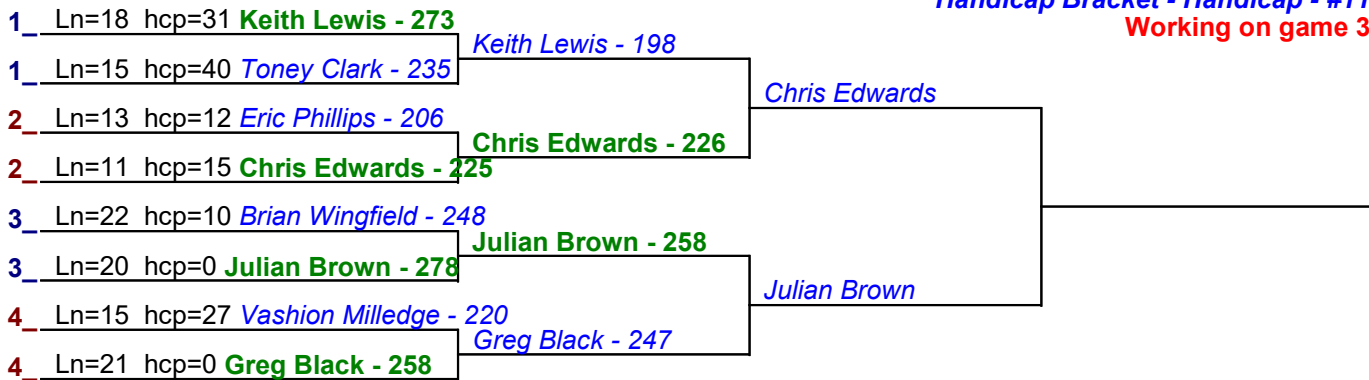 Handicap Bracket - Handicap - #11
Working on game 3
1_ Ln=18 hcp=31 Keith Lewis - 273
Keith Lewis - 198
1_ Ln=15 hcp=40 Toney Clark - 235
Chris Edwards
2_ Ln=13 hcp=12 Eric Phillips - 206
Chris Edwards - 226
2_ Ln=11 hcp=15 Chris Edwards - 225
3_ Ln=22 hcp=10 Brian Wingfield - 248
Julian Brown - 258
3_ Ln=20 hcp=0 Julian Brown - 278
Julian Brown
4_ Ln=15 hcp=27 Vashion Milledge - 220
Greg Black - 247
4_ Ln=21 hcp=0 Greg Black - 258